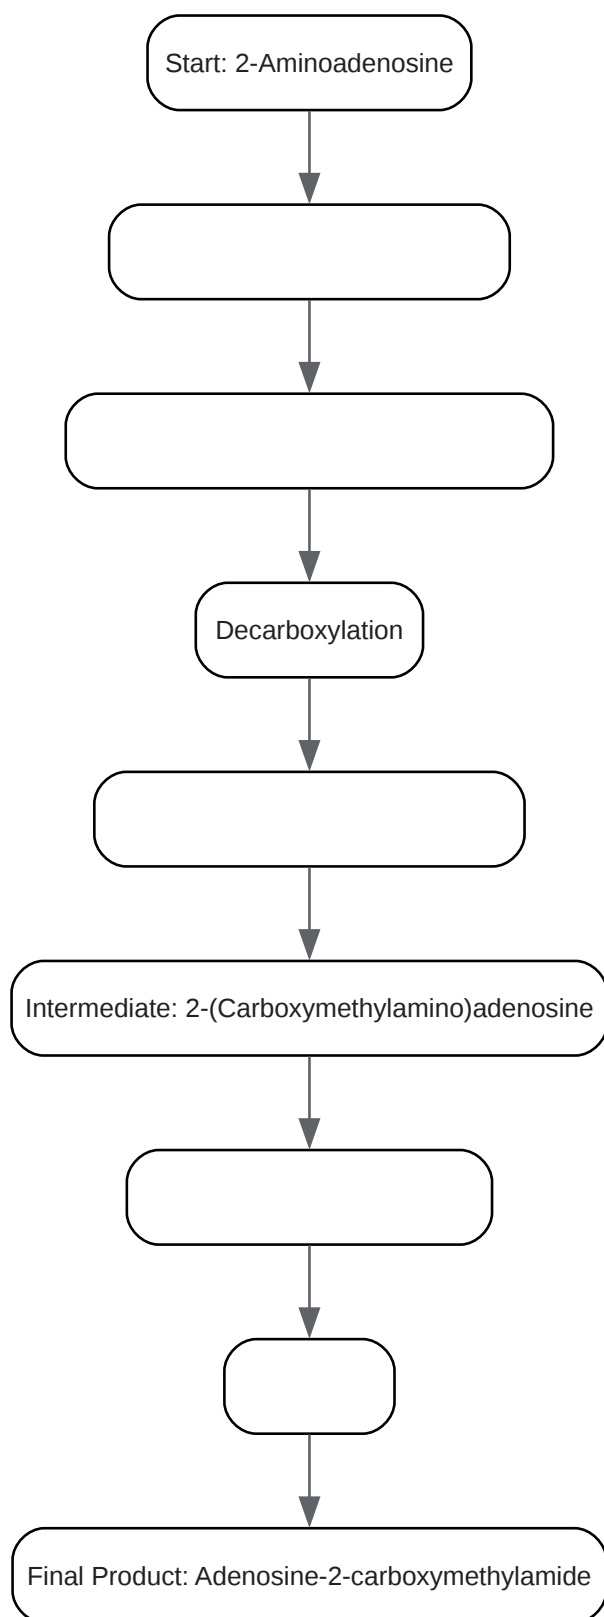 Start: 2-Aminoadenosine
Decarboxylation
Intermediate: 2-(Carboxymethylamino)adenosine
Final Product: Adenosine-2-carboxymethylamide